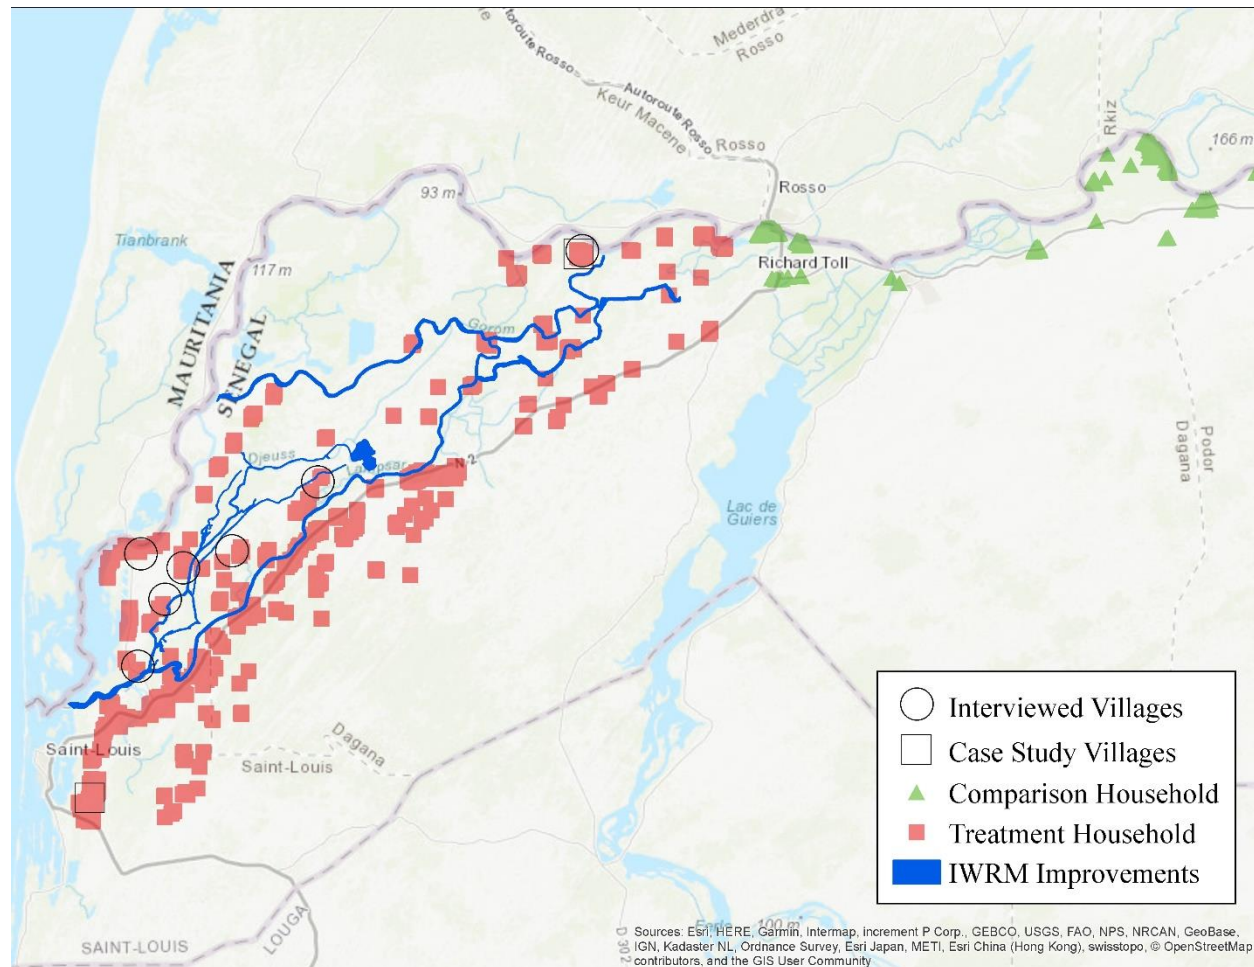 Mederdra
Rosso
Autoroute Rosso
Autoroute Rosso
Keur Macene
Rosso
Rkiz
166 m
Rosso
93 m
Tianbrank
117 m
Richard Toll
MAURITANIA
SENEGAL
Gorom
Podor
Dagana
Djeuss
Lampsar
N 2
Lac de
Guiers
Interviewed Villages
Case Study Villages
Comparison Household
Treatment Household
IWRM Improvements
Dagana
Saint-Louis
Saint-Louis
100 m
D 302
SAINT-LOUIS
LOUGA
Sources: Esri, HERE, Garmin, Intermap, increment P Corp., GEBCO, USGS, FAO, NPS, NRCAN, GeoBase,
IGN, Kadaster NL, Ordnance Survey, Esri Japan, METI, Esri China (Hong Kong), swisstopo, © OpenStreetMap
contributors, and the GIS User Community